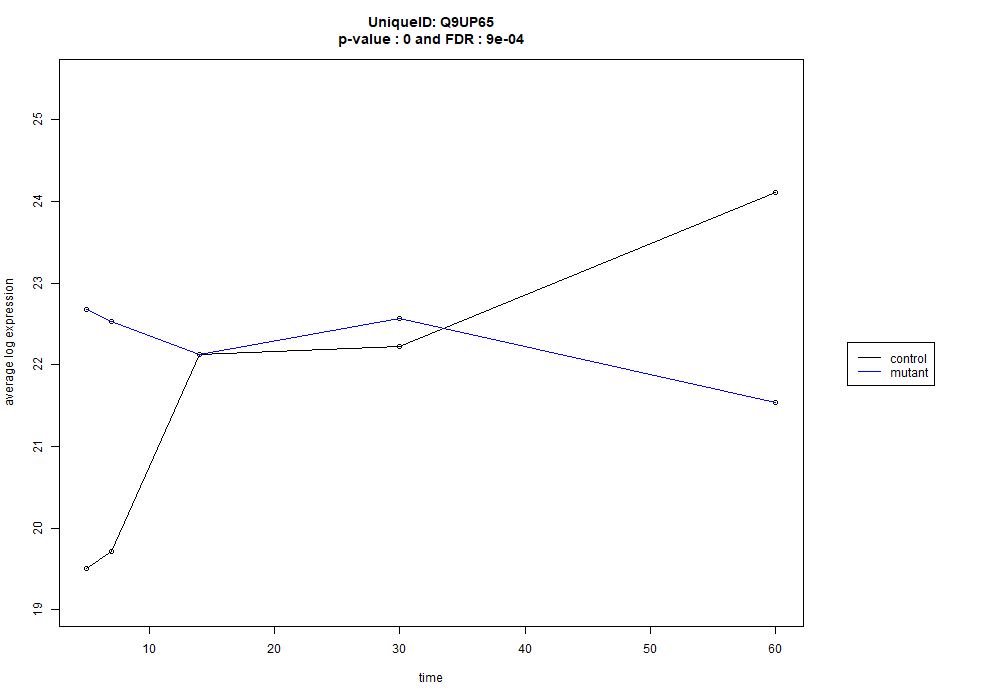 UniqueID: Q9UP65
p-value : 0 and FDR : 9e-04
average log expression
25
24
23
22
21
20
19
10 20 30 40 50 60
time
control
mutant